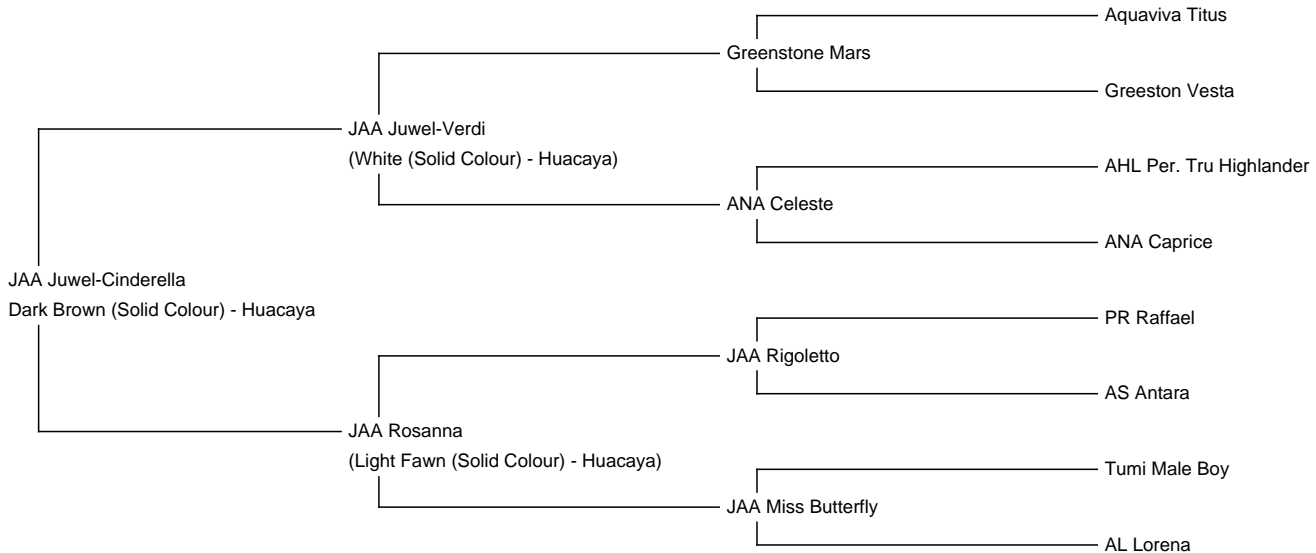 Aquaviva Titus
Greenstone Mars
Greeston Vesta
JAA Juwel-Verdi
(White (Solid Colour) - Huacaya)
AHL Per. Tru Highlander
ANA Celeste
ANA Caprice
JAA Juwel-Cinderella
Dark Brown (Solid Colour) - Huacaya
PR Raffael
JAA Rigoletto
AS Antara
JAA Rosanna
(Light Fawn (Solid Colour) - Huacaya)
Tumi Male Boy
JAA Miss Butterfly
AL Lorena